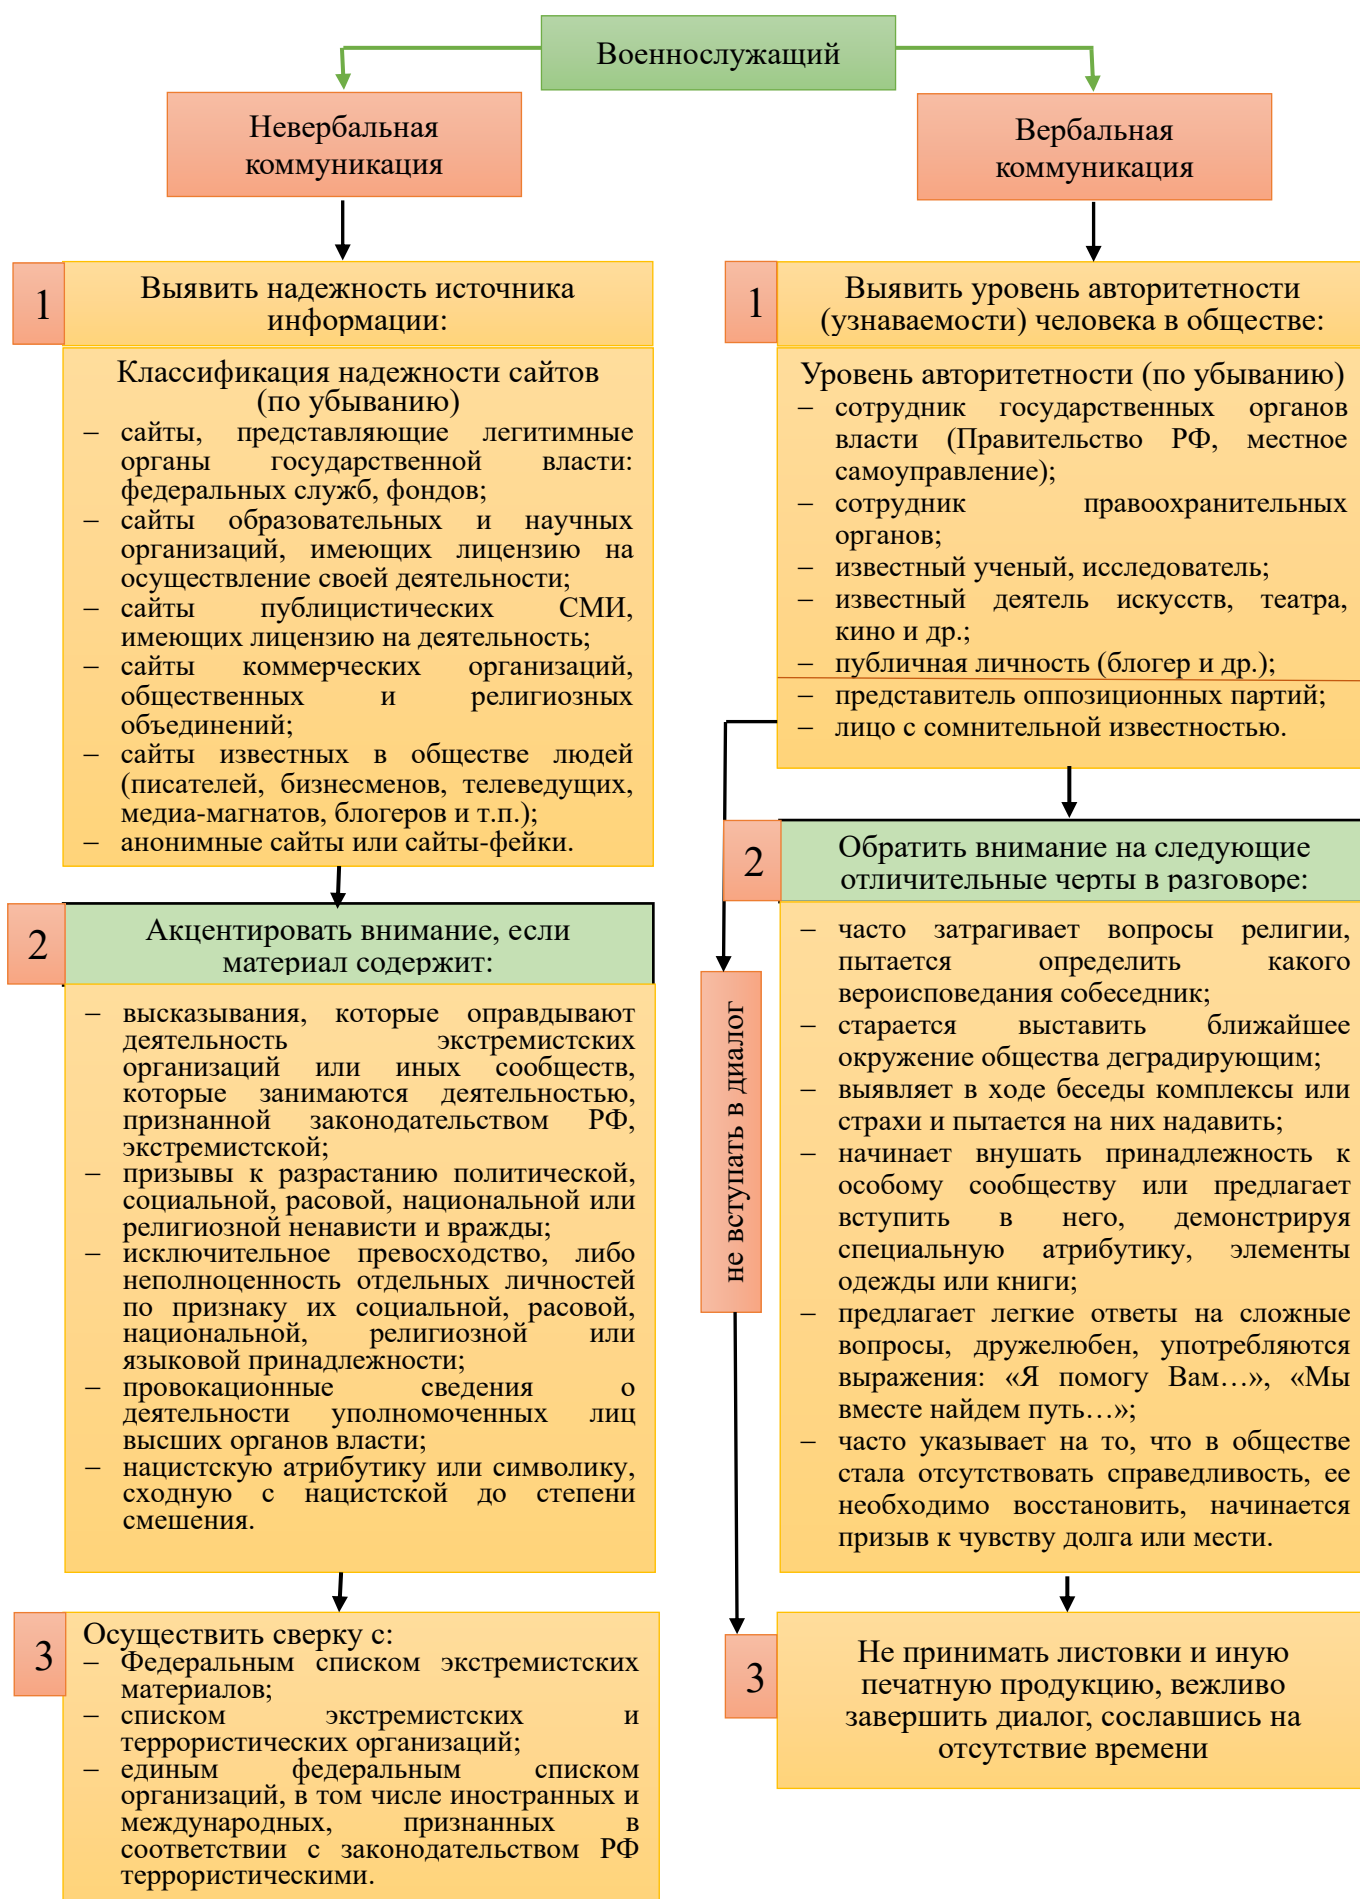 Военнослужащий
Невербальная
коммуникация
1
Выявить надежность источника
информации:
Классификация надежности сайтов
(по убыванию)
– сайты, представляющие легитимные
органы государственной власти:
федеральных служб, фондов;
– сайты образовательных и научных
организаций, имеющих лицензию на
осуществление своей деятельности;
– сайты публицистических СМИ,
имеющих лицензию на деятельность;
– сайты коммерческих организаций,
общественных и религиозных
объединений;
– сайты известных в обществе людей
(писателей, бизнесменов, телеведущих,
медиа-магнатов, блогеров и т.п.);
– анонимные сайты или сайты-фейки.
2
Акцентировать внимание, если
материал содержит:
– высказывания, которые оправдывают
деятельность экстремистских
организаций или иных сообществ,
которые занимаются деятельностью,
признанной законодательством РФ,
экстремистской;
– призывы к разрастанию политической,
социальной, расовой, национальной или
религиозной ненависти и вражды;
– исключительное превосходство, либо
неполноценность отдельных личностей
по признаку их социальной, расовой,
национальной, религиозной или
языковой принадлежности;
– провокационные сведения о
деятельности уполномоченных лиц
высших органов власти;
– нацистскую атрибутику или символику,
сходную с нацистской до степени
смешения.
3
Осуществить сверку с:
– Федеральным списком экстремистских
материалов;
– списком экстремистских и
террористических организаций;
– единым федеральным списком
организаций, в том числе иностранных и
международных, признанных в
соответствии с законодательством РФ
террористическими.
Вербальная
коммуникация
1
Выявить уровень авторитетности
(узнаваемости) человека в обществе:
Уровень авторитетности (по убыванию)
– сотрудник государственных органов
власти (Правительство РФ, местное
самоуправление);
– сотрудник правоохранительных
органов;
– известный ученый, исследователь;
– известный деятель искусств, театра,
кино и др.;
– публичная личность (блогер и др.);
– представитель оппозиционных партий;
– лицо с сомнительной известностью.
не вступать в диалог
2
Обратить внимание на следующие
отличительные черты в разговоре:
– часто затрагивает вопросы религии,
пытается определить какого
вероисповедания собеседник;
– старается выставить ближайшее
окружение общества деградирующим;
– выявляет в ходе беседы комплексы или
страхи и пытается на них надавить;
– начинает внушать принадлежность к
особому сообществу или предлагает
вступить в него, демонстрируя
специальную атрибутику, элементы
одежды или книги;
– предлагает легкие ответы на сложные
вопросы, дружелюбен, употребляются
выражения: «Я помогу Вам…», «Мы
вместе найдем путь…»;
– часто указывает на то, что в обществе
стала отсутствовать справедливость, ее
необходимо восстановить, начинается
призыв к чувству долга или мести.
3
Не принимать листовки и иную
печатную продукцию, вежливо
завершить диалог, сославшись на
отсутствие времени